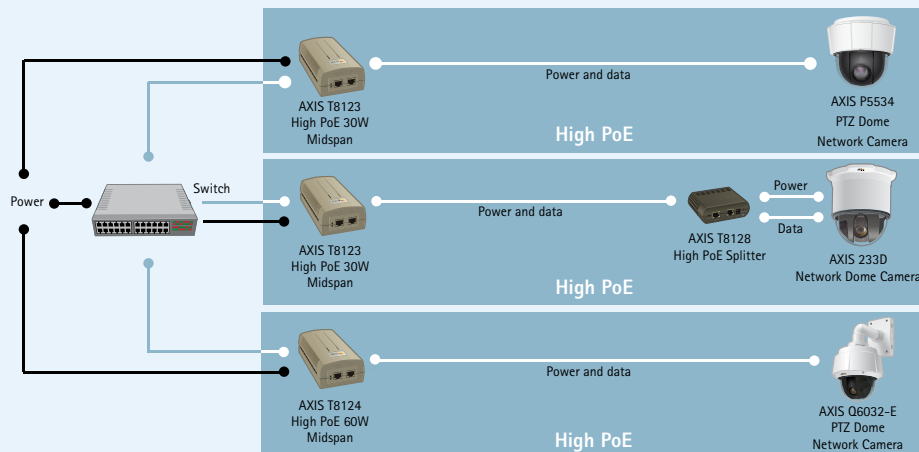 Power and data
AXIS T8123
High PoE 30W
Midspan
High PoE
AXIS P5534
PTZ Dome
Network Camera
Power
Switch
AXIS T8123
High PoE 30W
Midspan
Power and data
High PoE
AXIS T8128
High PoE Splitter
Power
Data
AXIS 233D
Network Dome Camera
AXIS T8124
High PoE 60W
Midspan
Power and data
High PoE
AXIS Q6032-E
PTZ Dome
Network Camera